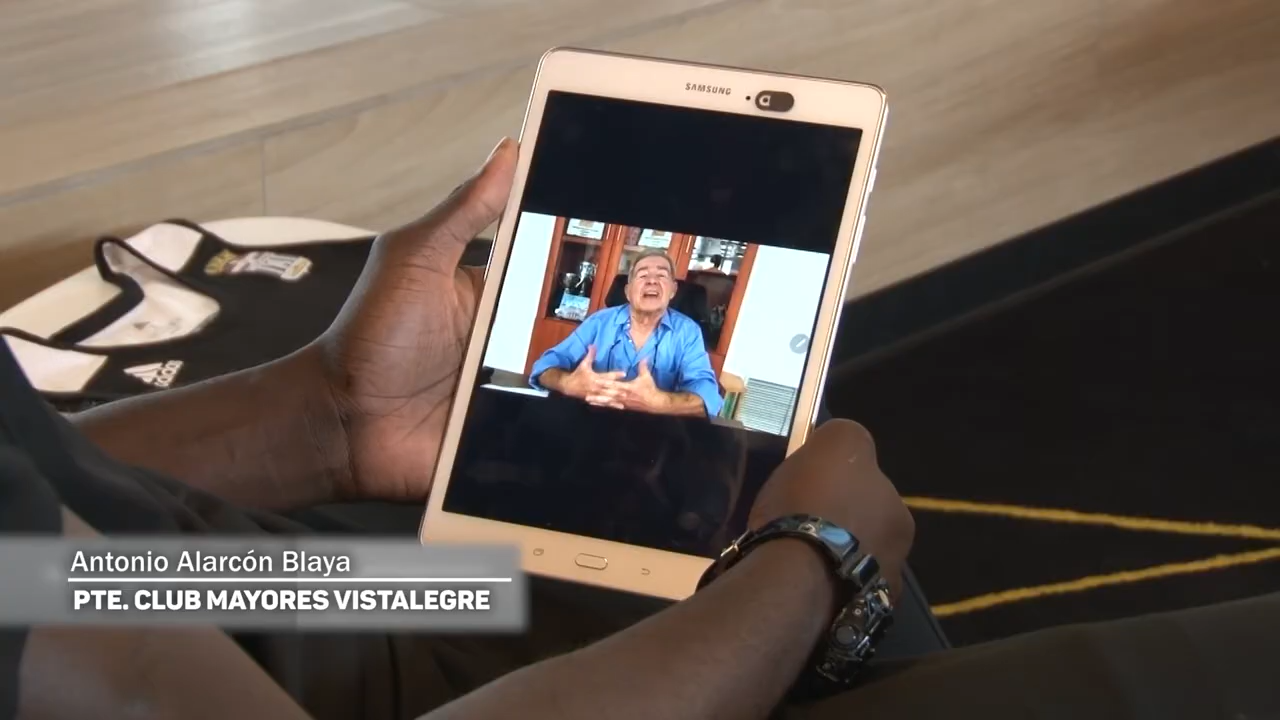 SAMSUNG
adidas
Antonio Alarcón Blaya
PTE. CLUB MAYORES VISTALEGRE